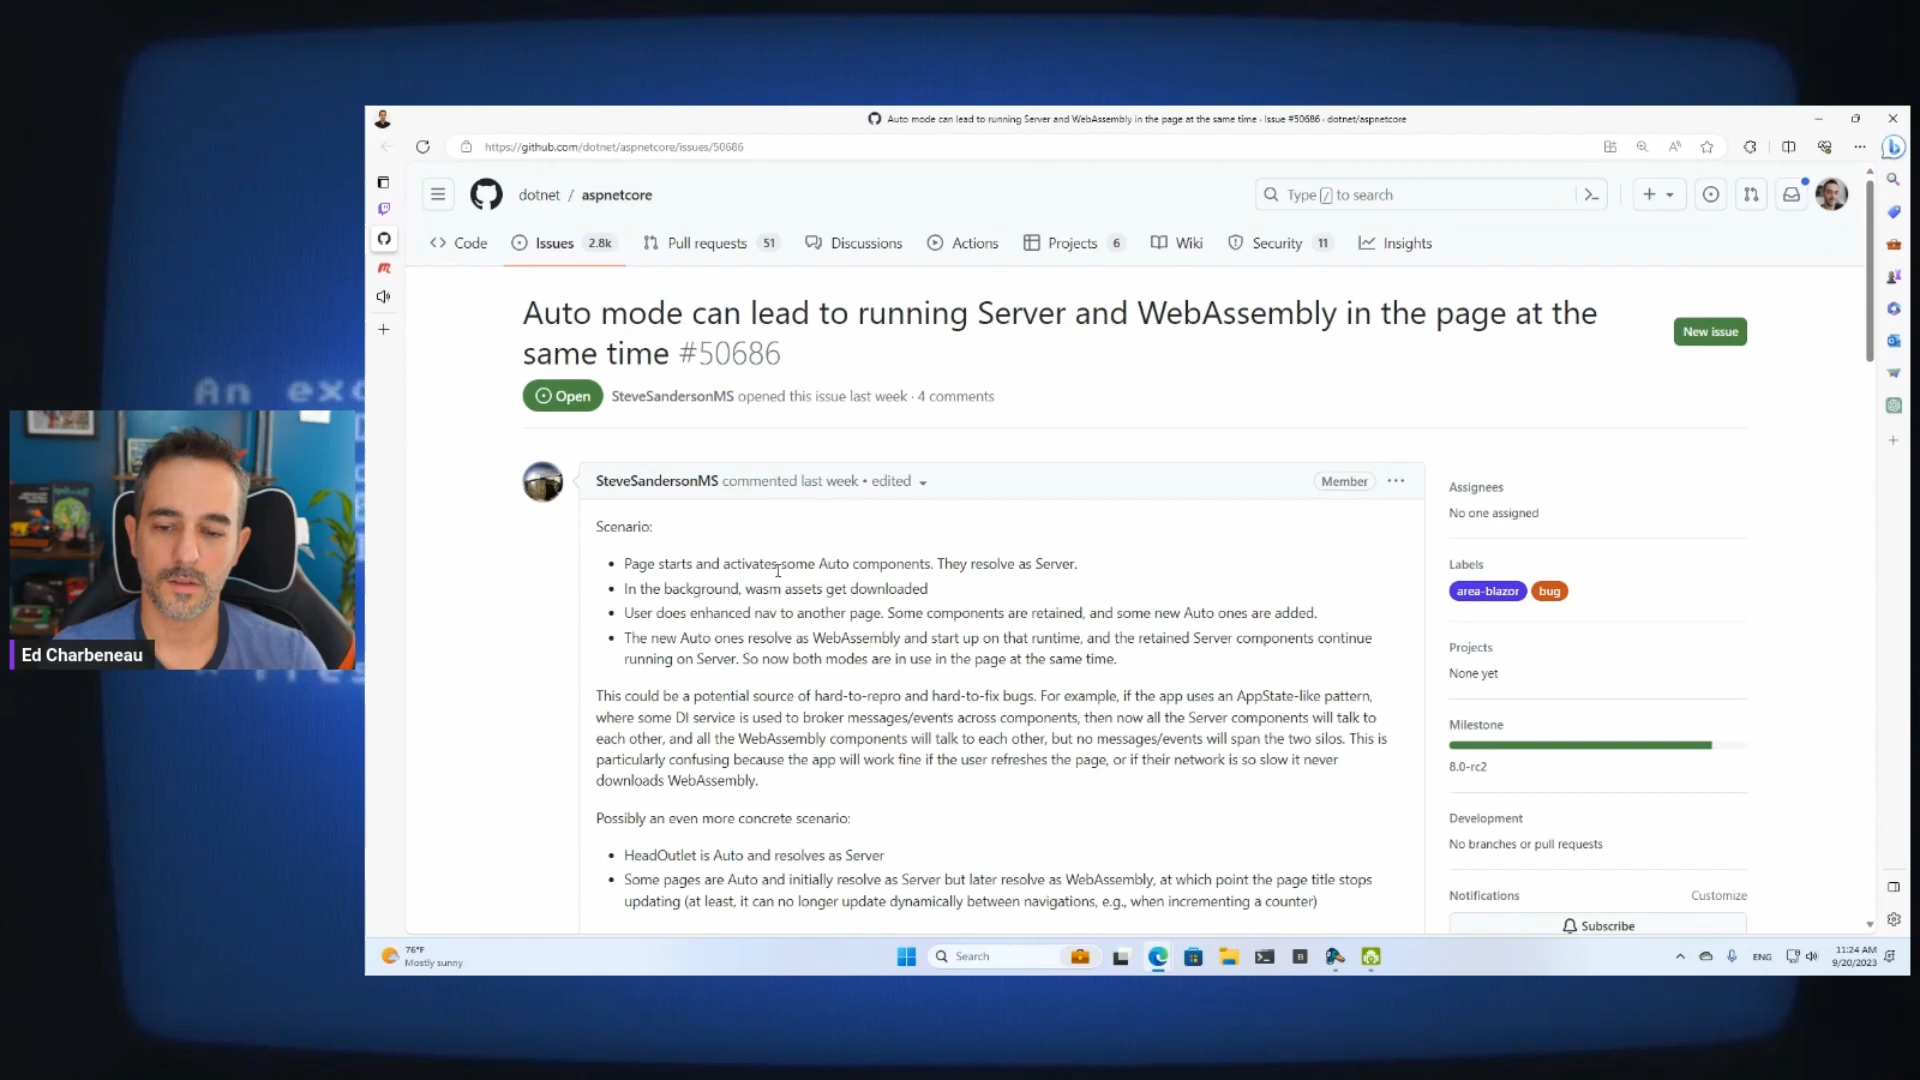 An exc
Ed Charbeneau
Auto mode can lead to running Server and WebAssembly in the page at the same time · Issue #50686 · dotnet/aspnetcore
https://github.com/dotnet/aspnetcore/issues/50686
dotnet / aspnetcore
Type / to search
Code
Issues 2.8k
Pull requests 51
Discussions
Actions
Projects 6
Wiki
Security 11
Insights
Auto mode can lead to running Server and WebAssembly in the page at the
same time #50686
New issue
Open
SteveSandersonMS opened this issue last week · 4 comments
SteveSandersonMS commented last week • edited
Member
Scenario:
• Page starts and activates some Auto components. They resolve as Server.
• In the background, wasm assets get downloaded
• User does enhanced nav to another page. Some components are retained, and some new Auto ones are added.
• The new Auto ones resolve as WebAssembly and start up on that runtime, and the retained Server components continue
running on Server. So now both modes are in use in the page at the same time.
This could be a potential source of hard-to-repro and hard-to-fix bugs. For example, if the app uses an AppState-like pattern,
where some DI service is used to broker messages/events across components, then now all the Server components will talk to
each other, and all the WebAssembly components will talk to each other, but no messages/events will span the two silos. This is
particularly confusing because the app will work fine if the user refreshes the page, or if their network is so slow it never
downloads WebAssembly.
Possibly an even more concrete scenario:
• HeadOutlet is Auto and resolves as Server
• Some pages are Auto and initially resolve as Server but later resolve as WebAssembly, at which point the page title stops
updating (at least, it can no longer update dynamically between navigations, e.g., when incrementing a counter)
Assignees
No one assigned
Labels
area-blazor bug
Projects
None yet
Milestone
8.0-rc2
Development
No branches or pull requests
Notifications
Customize
Subscribe
76°F
Mostly sunny
Search
ENG
11:24 AM
9/20/2023